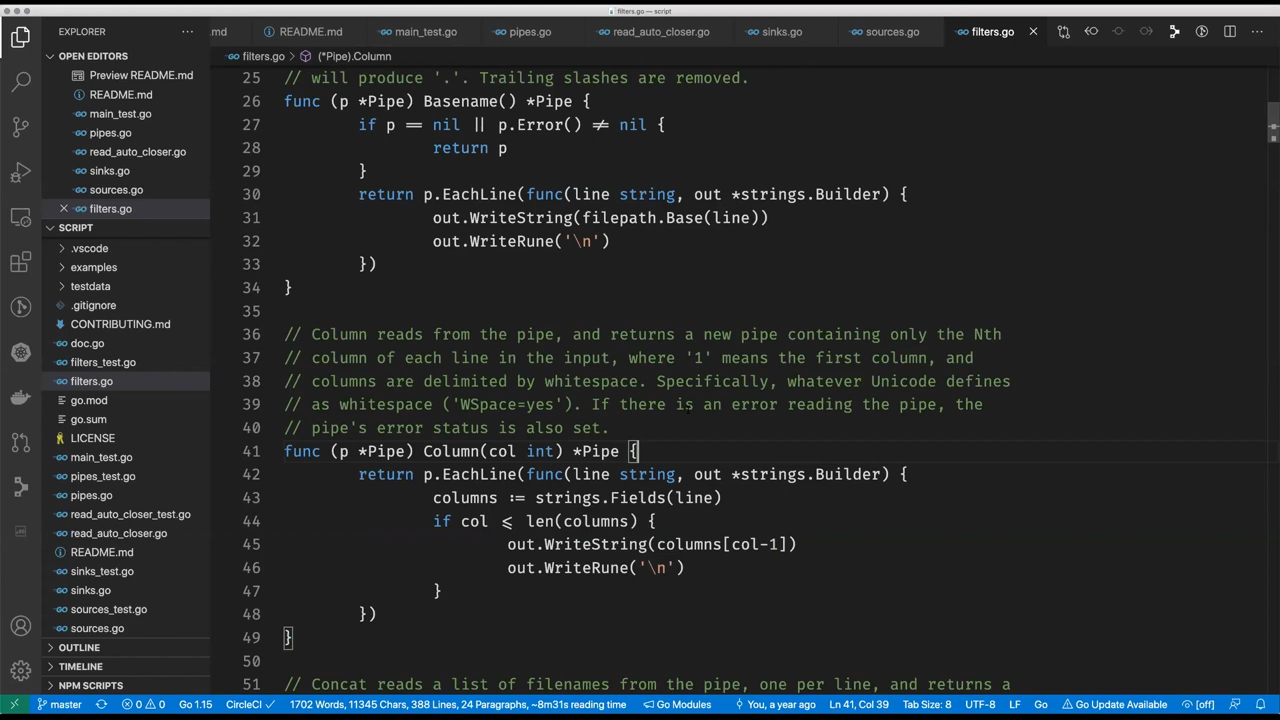 filters.go — script
EXPLORER
.md
README.md
main_test.go
pipes.go
read_auto_closer.go
sinks.go
sources.go
filters.go
OPEN EDITORS
Preview README.md
README.md
main_test.go
pipes.go
read_auto_closer.go
sinks.go
sources.go
filters.go
SCRIPT
.vscode
examples
testdata
.gitignore
CONTRIBUTING.md
doc.go
filters_test.go
filters.go
go.mod
go.sum
LICENSE
main_test.go
pipes_test.go
pipes.go
read_auto_closer_test.go
read_auto_closer.go
README.md
sinks_test.go
sinks.go
sources_test.go
sources.go
OUTLINE
TIMELINE
NPM SCRIPTS
filters.go > (*Pipe).Column
25 // will produce '.'. Trailing slashes are removed.
26 func (p *Pipe) Basename() *Pipe {
27 if p == nil || p.Error() != nil {
28 return p
29 }
30 return p.EachLine(func(line string, out *strings.Builder) {
31 out.WriteString(filepath.Base(line))
32 out.WriteRune('\n')
33 })
34 }
35
36 // Column reads from the pipe, and returns a new pipe containing only the Nth
37 // column of each line in the input, where '1' means the first column, and
38 // columns are delimited by whitespace. Specifically, whatever Unicode defines
39 // as whitespace ('WSpace=yes'). If there is an error reading the pipe, the
40 // pipe's error status is also set.
41 func (p *Pipe) Column(col int) *Pipe {
42 return p.EachLine(func(line string, out *strings.Builder) {
43 columns := strings.Fields(line)
44 if col <= len(columns) {
45 out.WriteString(columns[col-1])
46 out.WriteRune('\n')
47 }
48 })
49 }
50
51 // Concat reads a list of filenames from the pipe, one per line, and returns a
master 0 0 Go 1.15 CircleCI ✓ 1702 Words, 11345 Chars, 388 Lines, 24 Paragraphs, ~8m31s reading time Go Modules You, a year ago Ln 41, Col 39 Tab Size: 8 UTF-8 LF Go Go Update Available [off]